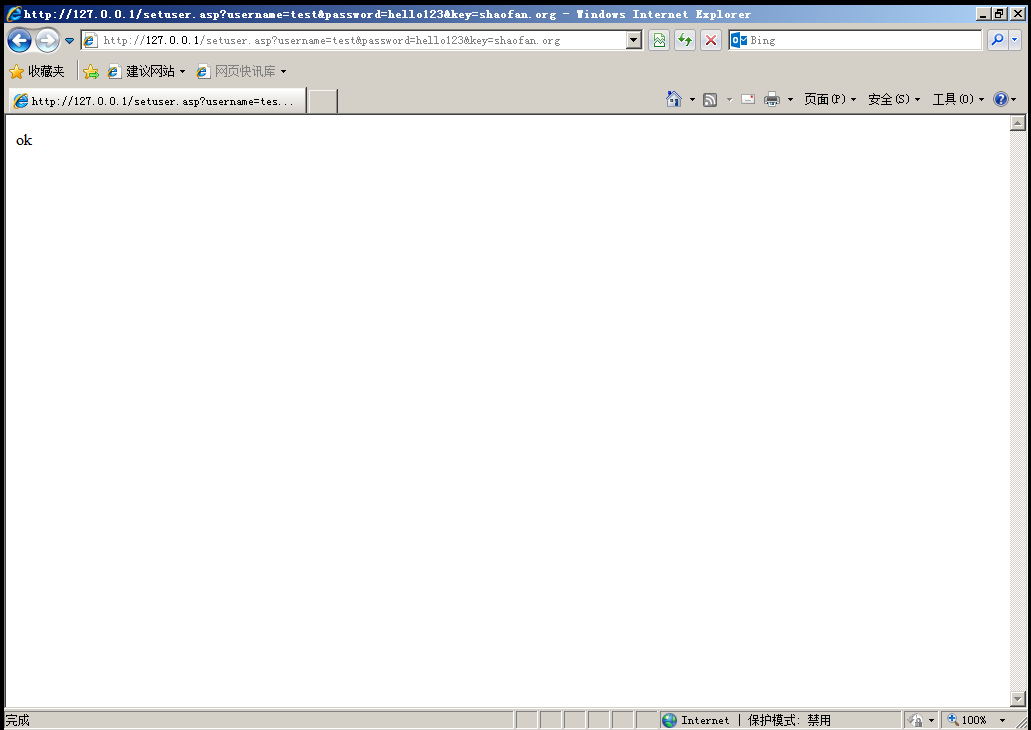 http://127.0.0.1/setuser.asp?username=test&password=hello123&key=shaofan.org - Windows Internet Explorer
http://127.0.0.1/setuser.asp?username=test&password=hello123&key=shaofan.org
Bing
收藏夹
建议网站
网页快讯库
http://127.0.0.1/setuser.asp?username=tes...
页面(P)
安全(S)
工具(O)
ok
完成
Internet | 保护模式: 禁用
100%